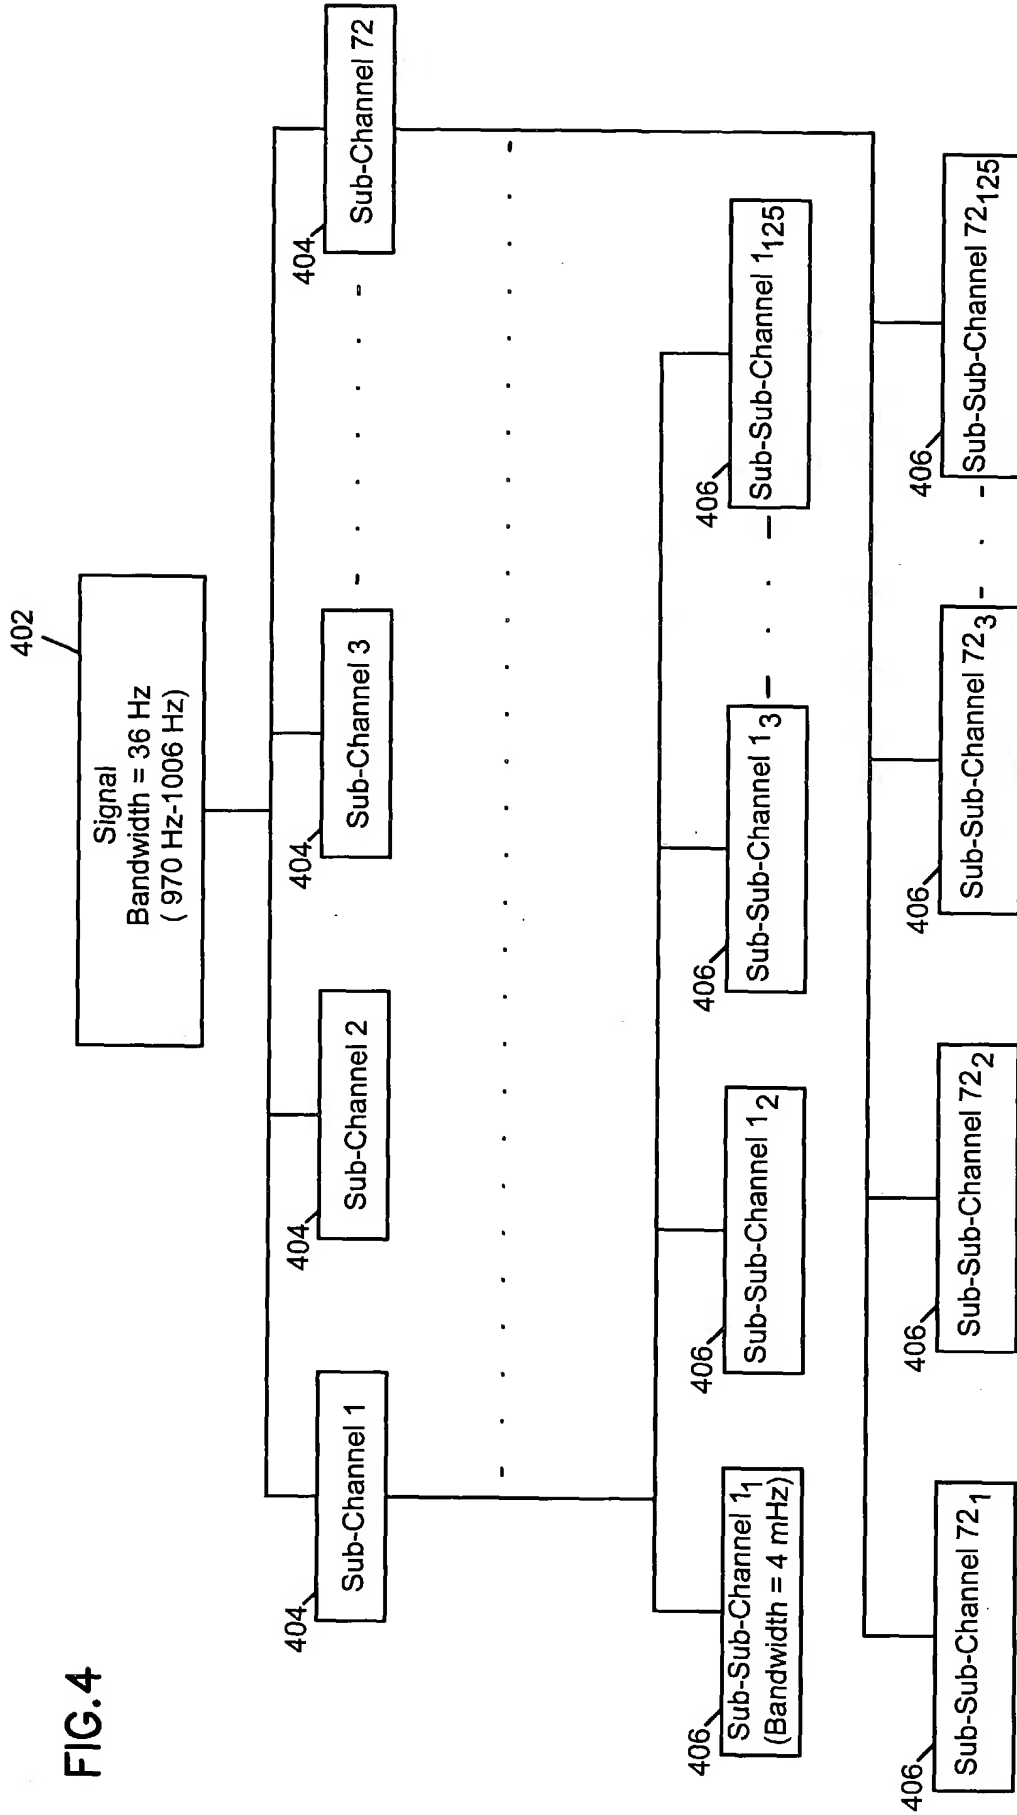 FIG.4
402
Signal
Bandwidth = 36 Hz
( 970 Hz-1006 Hz)
404
Sub-Channel 1
404
Sub-Channel 2
404
Sub-Channel 3
404
Sub-Channel 72
406
Sub-Sub-Channel 1₁
(Bandwidth = 4 mHz)
406
Sub-Sub-Channel 1₂
406
Sub-Sub-Channel 1₃
406
Sub-Sub-Channel 1₁₂₅
406
Sub-Sub-Channel 72₁
406
Sub-Sub-Channel 72₂
406
Sub-Sub-Channel 72₃
406
Sub-Sub-Channel 72₁₂₅